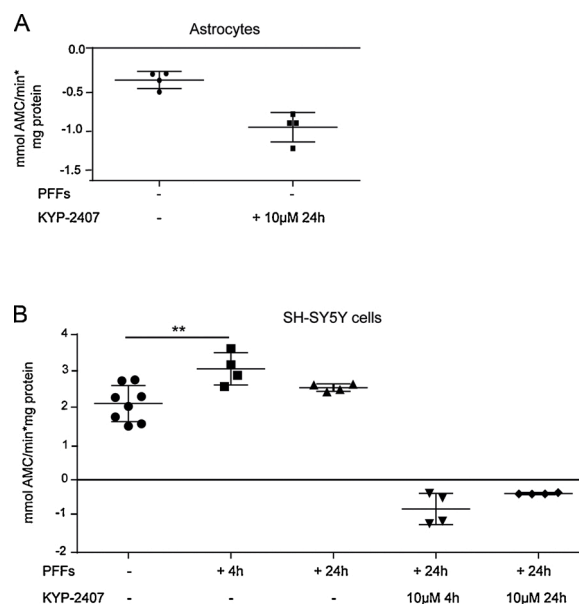 A
Astrocytes
mmol AMC/min*
mg protein
0.0
-0.5
-1.0
-1.5
PFFs - -
KYP-2407 - + 10µM 24h
B
SH-SY5Y cells
**
mmol AMC/min*mg protein
4
3
2
1
0
-1
-2
PFFs - + 4h + 24h + 24h + 24h
KYP-2407 - - - 10µM 4h 10µM 24h